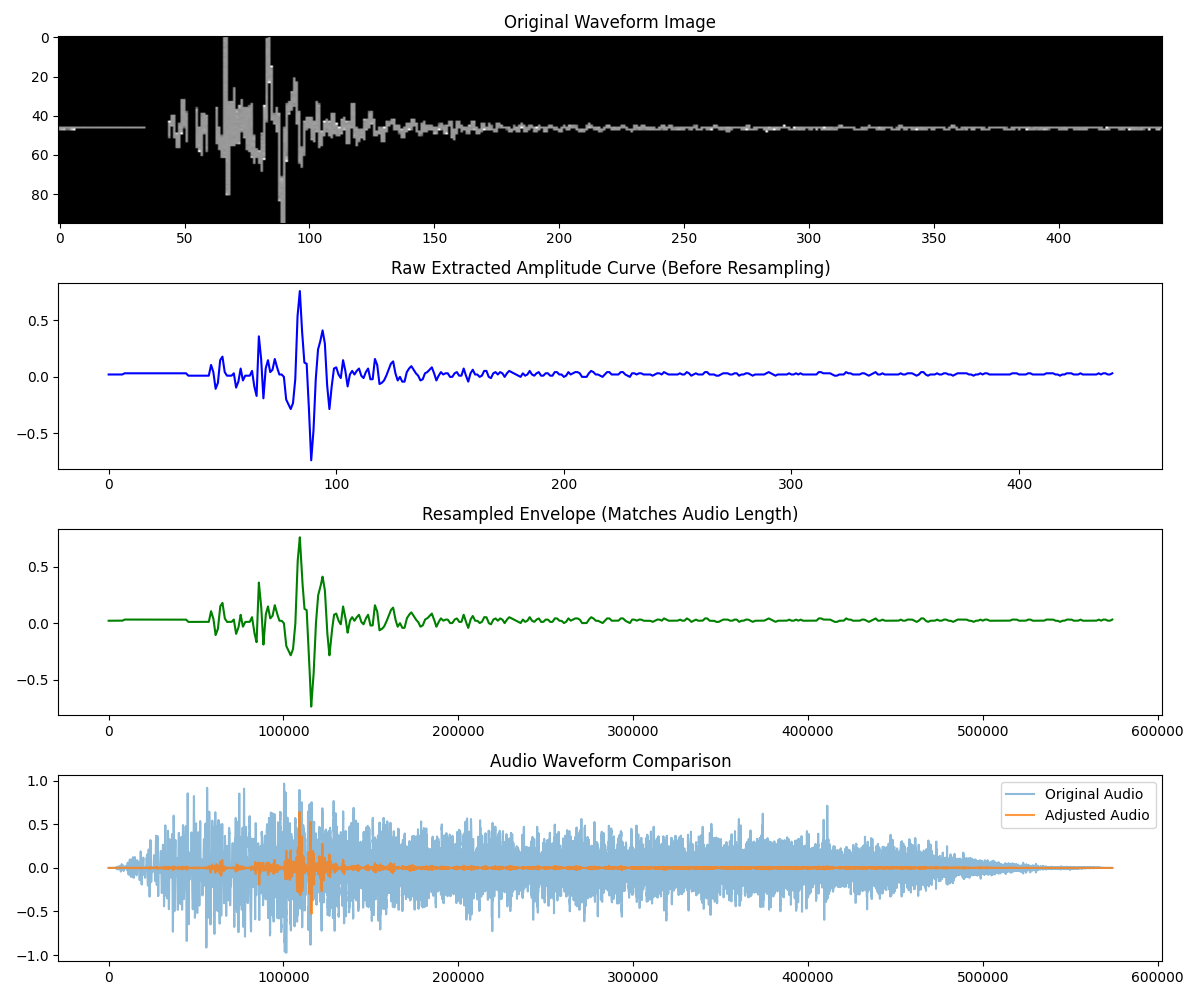 Original Waveform Image
0
20
40
60
80
0 50 100 150 200 250 300 350 400
Raw Extracted Amplitude Curve (Before Resampling)
0.5
0.0
−0.5
0 100 200 300 400
Resampled Envelope (Matches Audio Length)
0.5
0.0
−0.5
0 100000 200000 300000 400000 500000 600000
Audio Waveform Comparison
1.0
0.5
0.0
−0.5
−1.0
Original Audio
Adjusted Audio
0 100000 200000 300000 400000 500000 600000